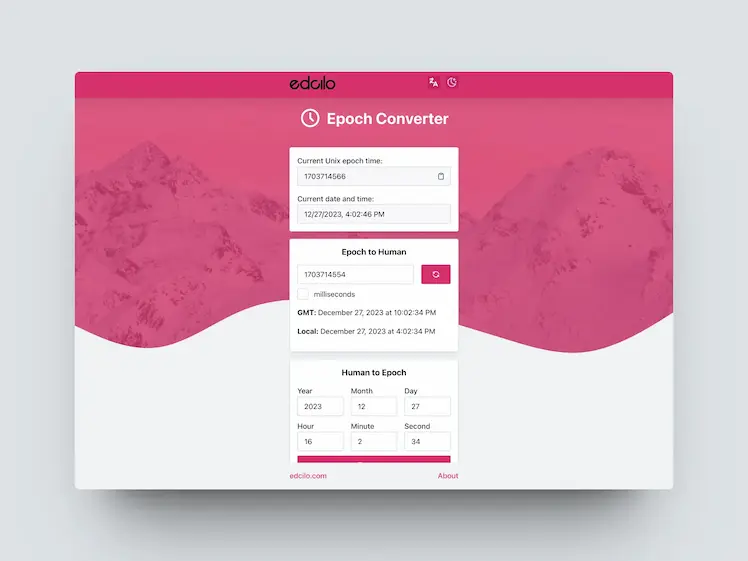 edcilo
Epoch Converter
Current Unix epoch time:
1703714566
Current date and time:
12/27/2023, 4:02:46 PM
Epoch to Human
1703714554
milliseconds
GMT: December 27, 2023 at 10:02:34 PM
Local: December 27, 2023 at 4:02:34 PM
Human to Epoch
Year Month Day
2023 12 27
Hour Minute Second
16 2 34
edcilo.com About